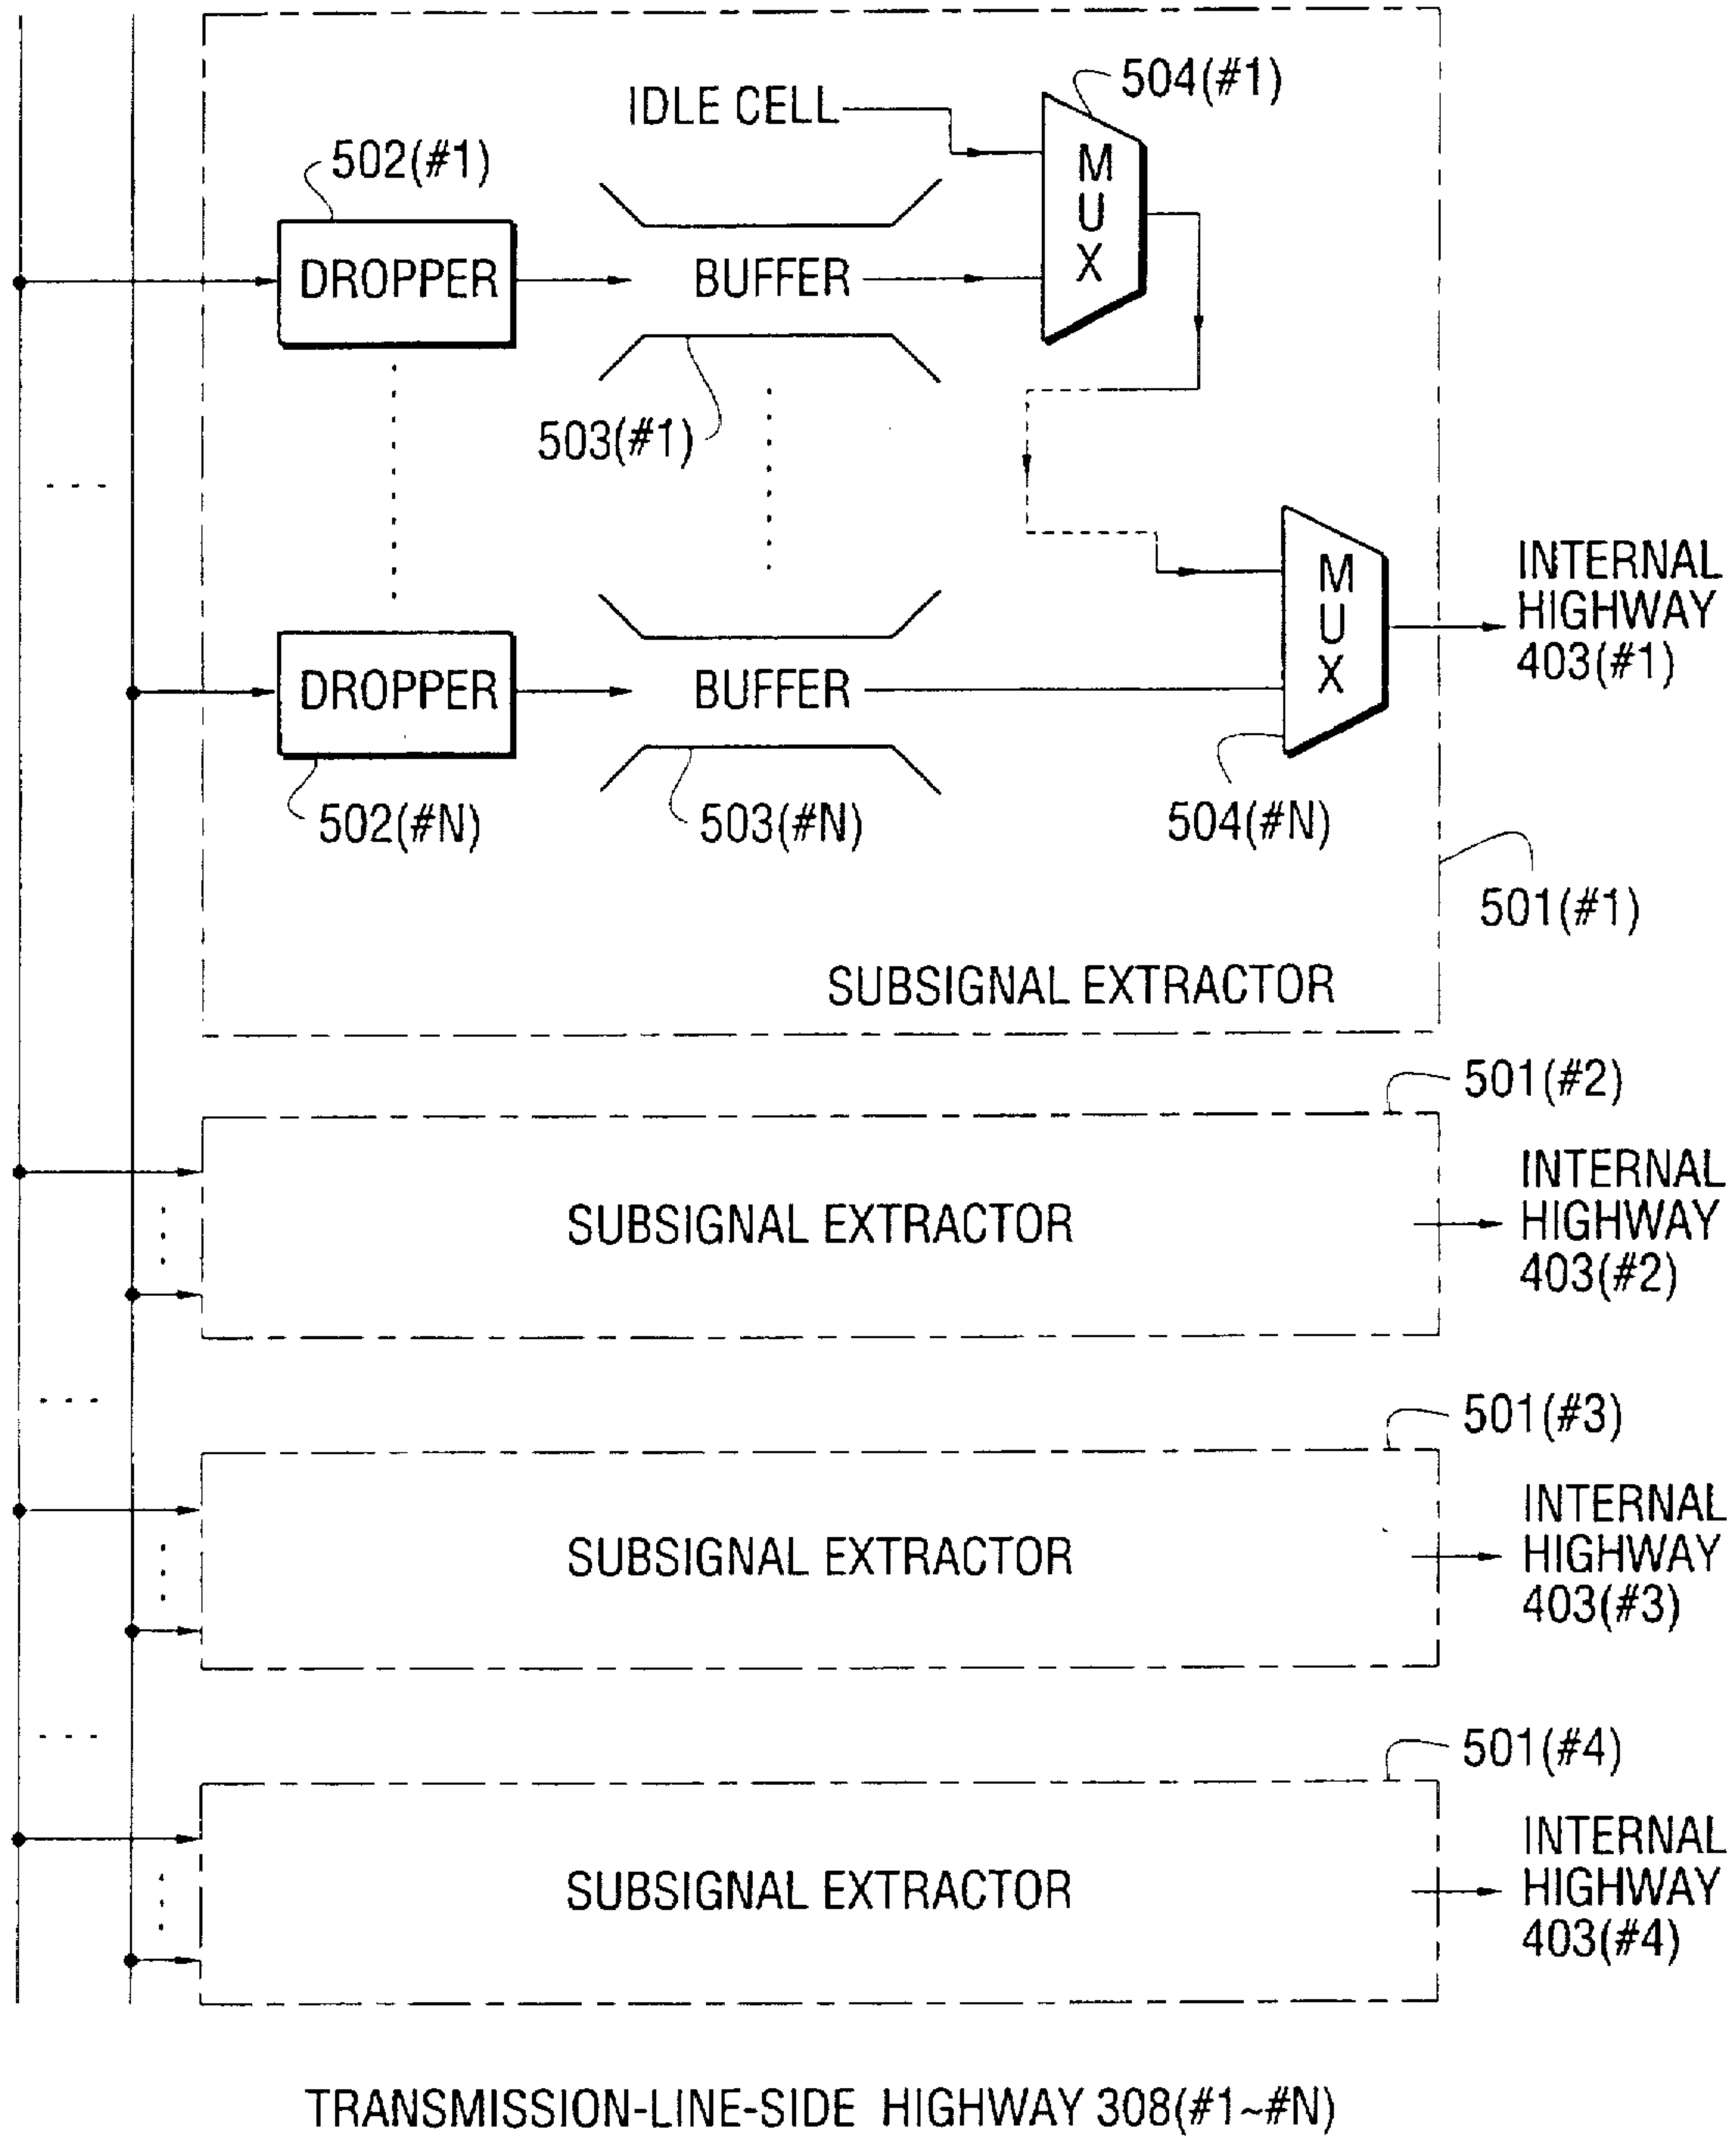 504(#1)
IDLE CELL
502(#1)
MUX
DROPPER
BUFFER
503(#1)
MUX
INTERNAL
HIGHWAY
403(#1)
DROPPER
BUFFER
502(#N)
503(#N)
504(#N)
501(#1)
SUBSIGNAL EXTRACTOR
501(#2)
SUBSIGNAL EXTRACTOR
INTERNAL
HIGHWAY
403(#2)
501(#3)
SUBSIGNAL EXTRACTOR
INTERNAL
HIGHWAY
403(#3)
501(#4)
SUBSIGNAL EXTRACTOR
INTERNAL
HIGHWAY
403(#4)
TRANSMISSION-LINE-SIDE HIGHWAY 308(#1~#N)